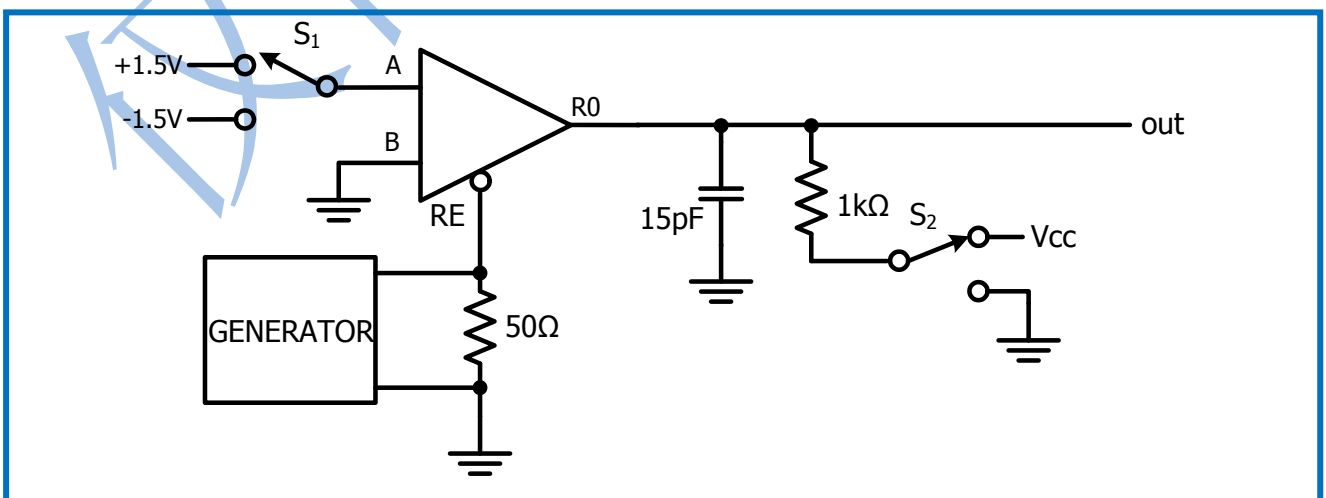 S₁
+1.5V
A
-1.5V
R0
out
B
RE
15pF
1kΩ
S₂
Vcc
GENERATOR
50Ω